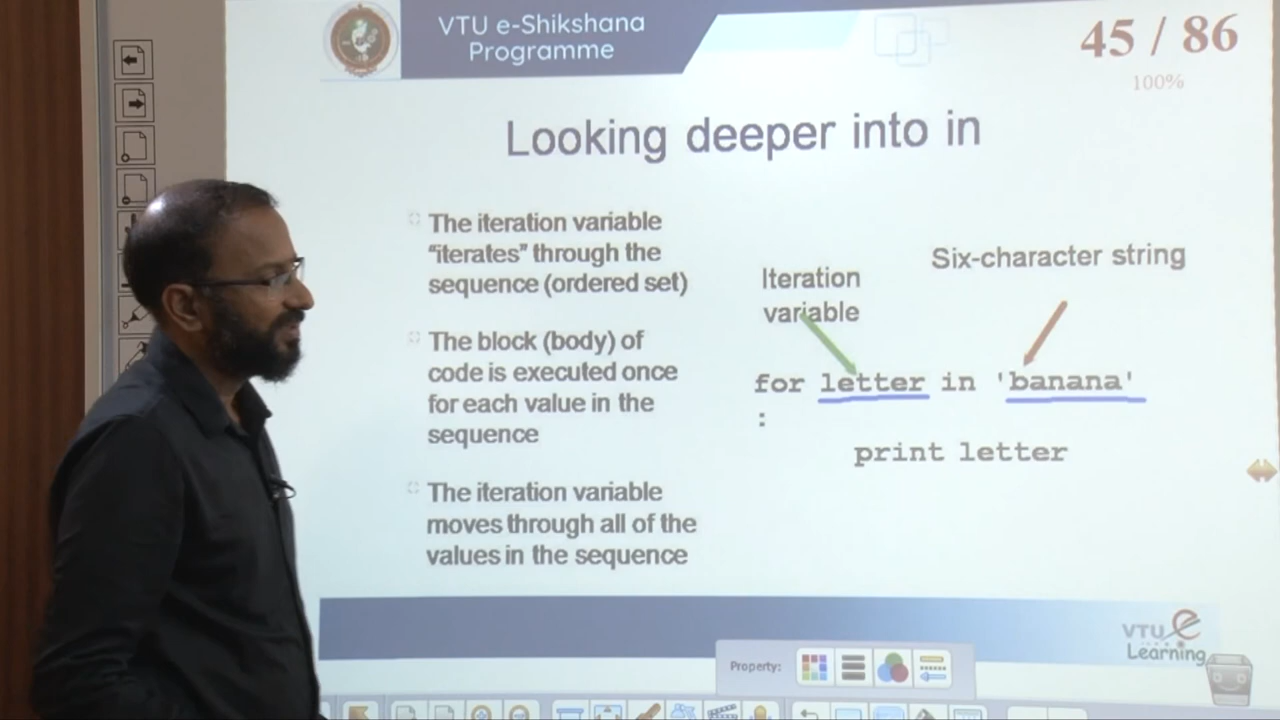 VTU e-Shikshana
Programme
45 / 86
100%
Looking deeper into in
The iteration variable
“iterates” through the
sequence (ordered set)
The block (body) of
code is executed once
for each value in the
sequence
The iteration variable
moves through all of the
values in the sequence
Iteration
variable
Six-character string
for letter in 'banana'
:
print letter
VTU e
Learning
Property: